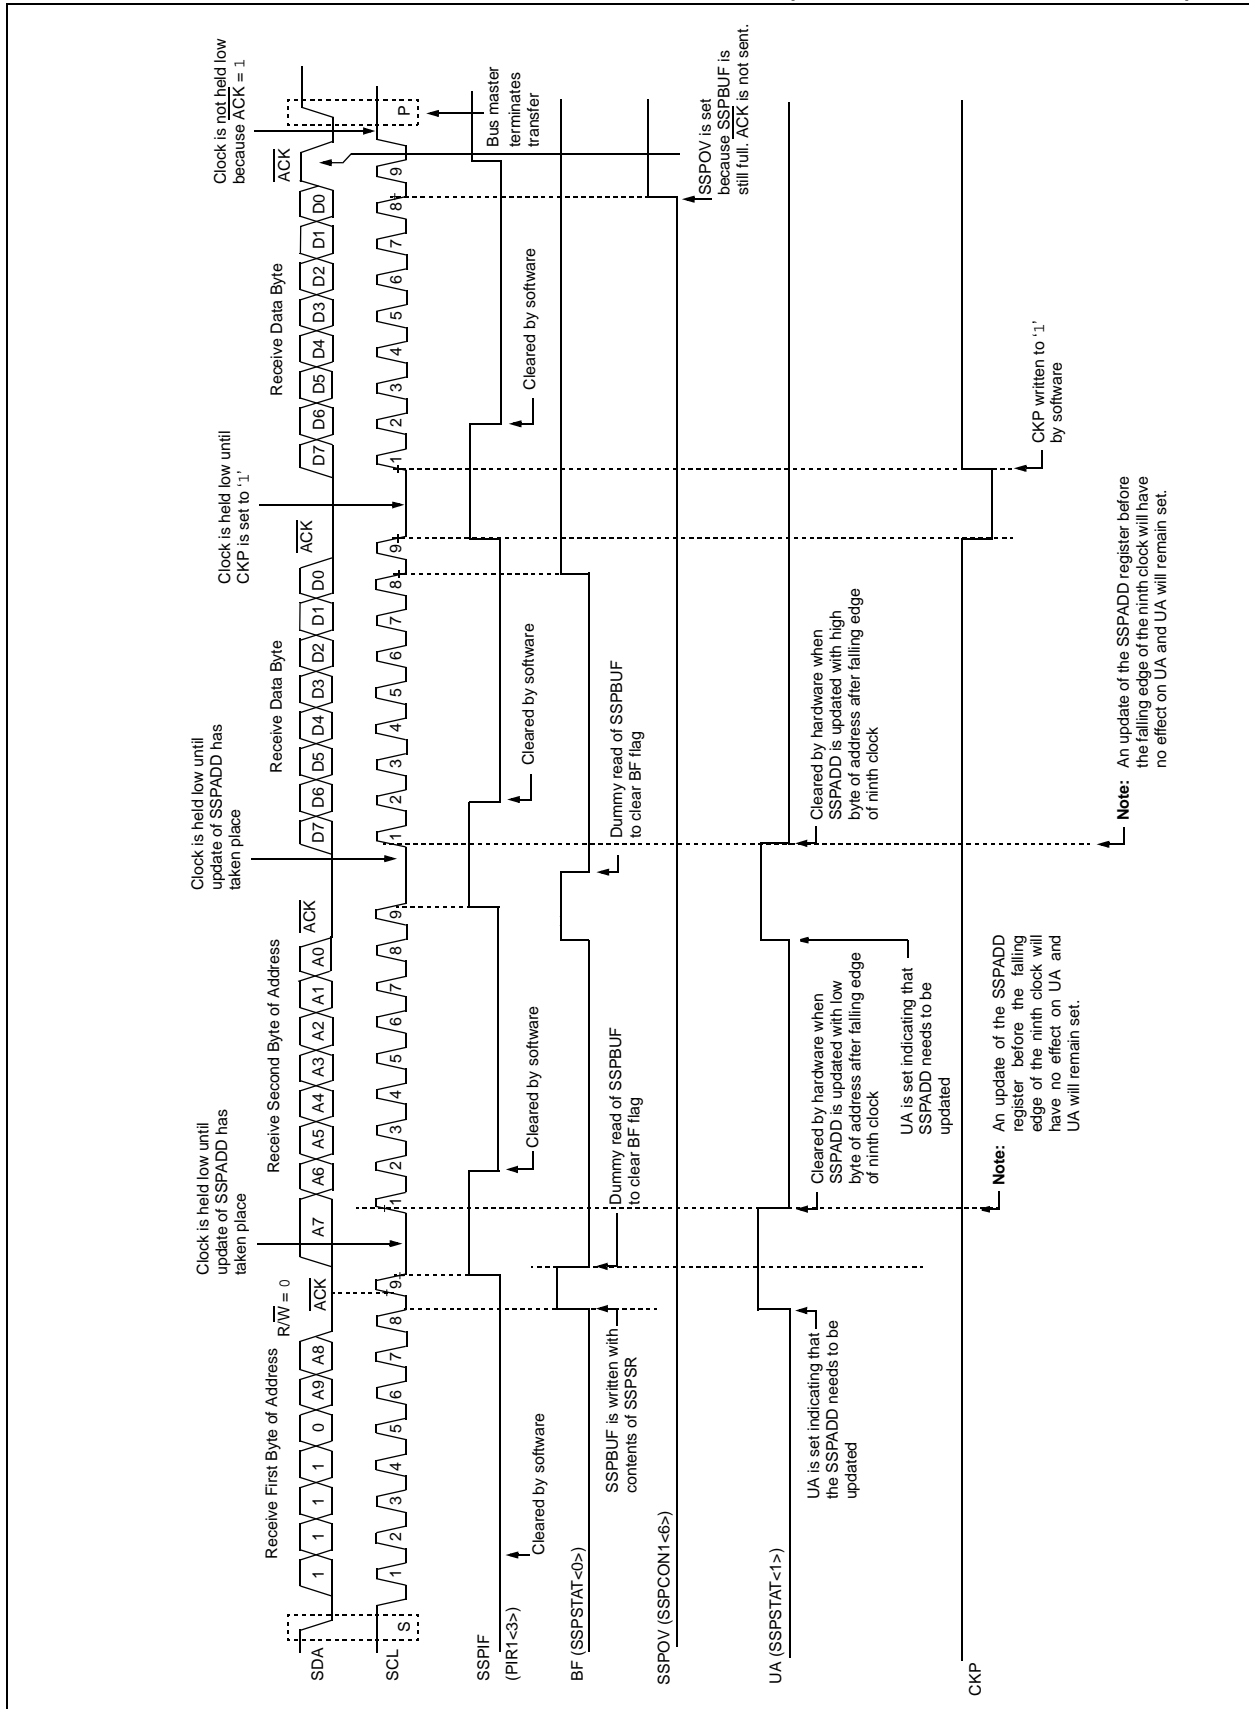 Receive First Byte of Address
R/W̅ = 0
Clock is held low until
update of SSPADD has
taken place
Receive Second Byte of Address
Clock is held low until
update of SSPADD has
taken place
Receive Data Byte
Clock is held low until
CKP is set to ‘1’
Receive Data Byte
Clock is not held low
because A̅C̅K̅ = 1
SDA
1 1 1 1 0 A9 A8 A̅C̅K̅ A7 A6 A5 A4 A3 A2 A1 A0 A̅C̅K̅ D7 D6 D5 D4 D3 D2 D1 D0 A̅C̅K̅ D7 D6 D5 D4 D3 D2 D1 D0 A̅C̅K̅
SCL
S 1 2 3 4 5 6 7 8 9 1 2 3 4 5 6 7 8 9 1 2 3 4 5 6 7 8 9 1 2 3 4 5 6 7 8 9 P
Bus master
terminates
transfer
SSPIF
(PIR1<3>)
Cleared by software
Cleared by software
Cleared by software
Cleared by software
BF (SSPSTAT<0>)
SSPBUF is written with
contents of SSPSR
Dummy read of SSPBUF
to clear BF flag
Dummy read of SSPBUF
to clear BF flag
SSPOV (SSPCON1<6>)
SSPOV is set
because SSPBUF is
still full. A̅C̅K̅ is not sent.
UA (SSPSTAT<1>)
UA is set indicating that
the SSPADD needs to be
updated
Cleared by hardware when
SSPADD is updated with low
byte of address after falling edge
of ninth clock
UA is set indicating that
SSPADD needs to be
updated
Cleared by hardware when
SSPADD is updated with high
byte of address after falling edge
of ninth clock
CKP
CKP written to ‘1’
by software
Note: An update of the SSPADD
register before the falling
edge of the ninth clock will
have no effect on UA and
UA will remain set.
Note: An update of the SSPADD register before
the falling edge of the ninth clock will have
no effect on UA and UA will remain set.